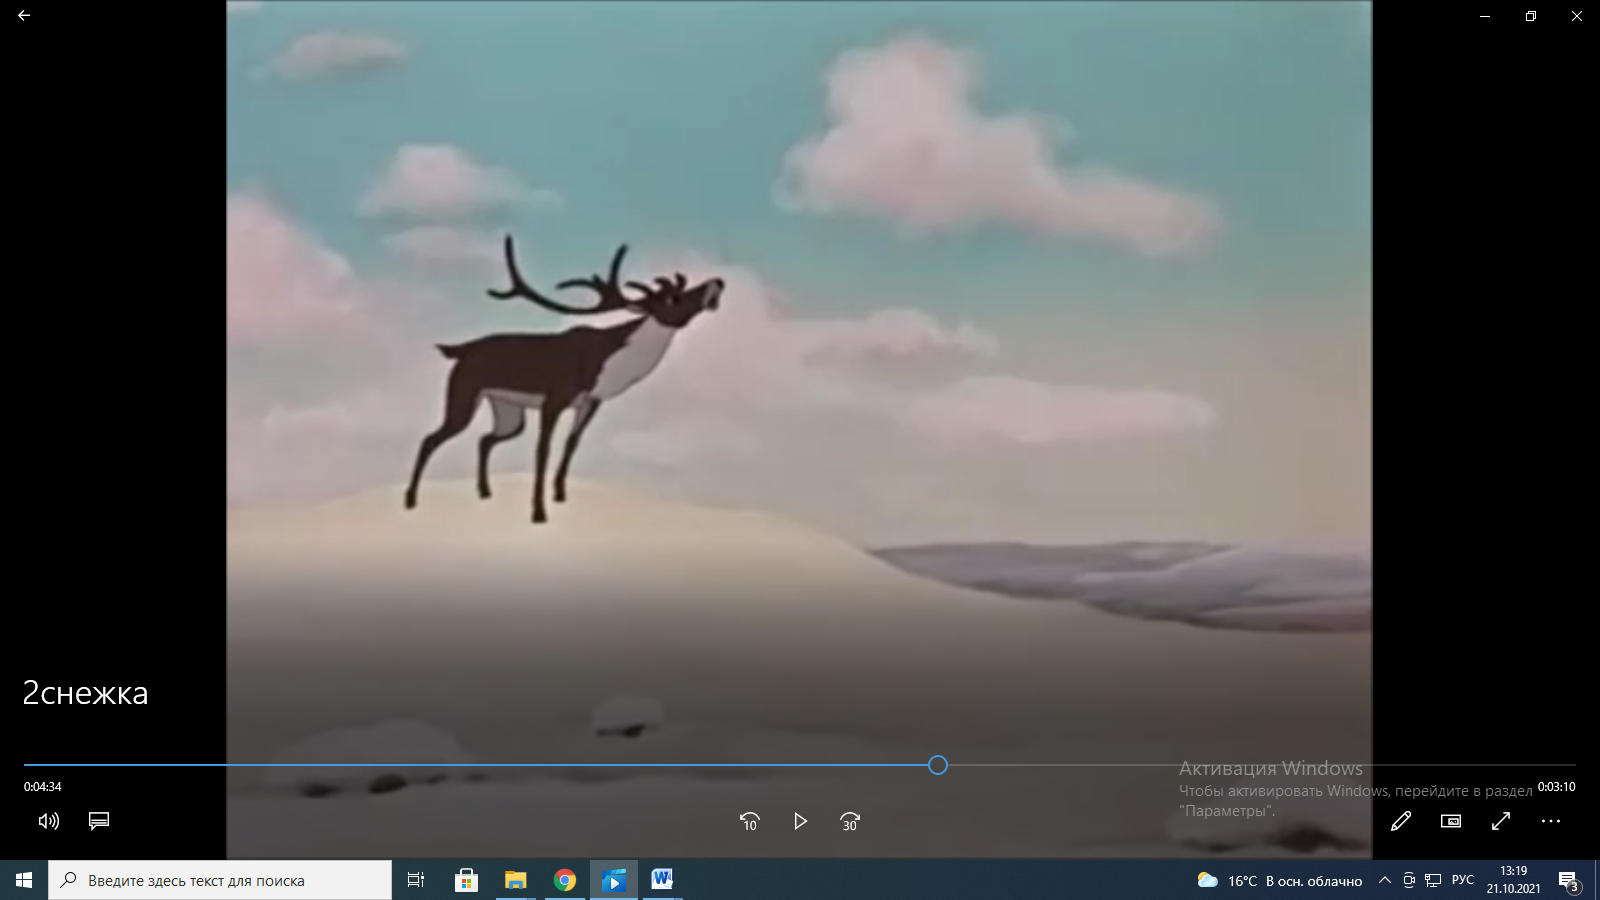 2снежка
0:04:34
0:03:10
Активация Windows
Чтобы активировать Windows, перейдите в раздел
"Параметры".
10
30
Введите здесь текст для поиска
W
16°C В осн. облачно
РУС
13:19
21.10.2021
3